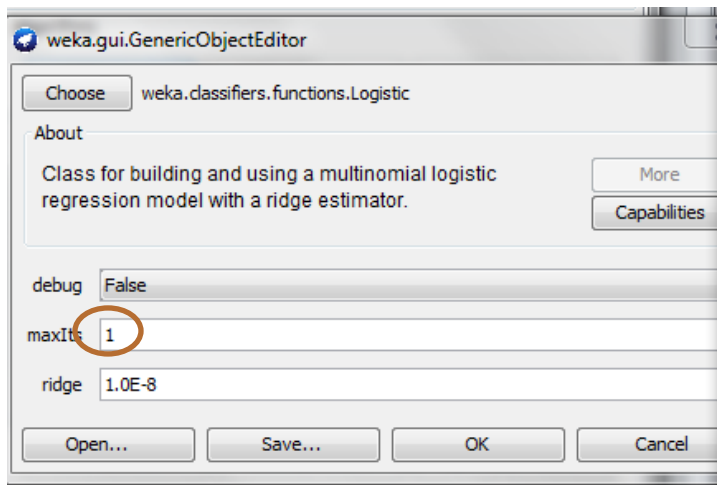 weka.gui.GenericObjectEditor
Choose weka.classifiers.functions.Logistic
About
Class for building and using a multinomial logistic
regression model with a ridge estimator.
More
Capabilities
debug False
maxIts 1
ridge 1.0E-8
Open... Save... OK Cancel